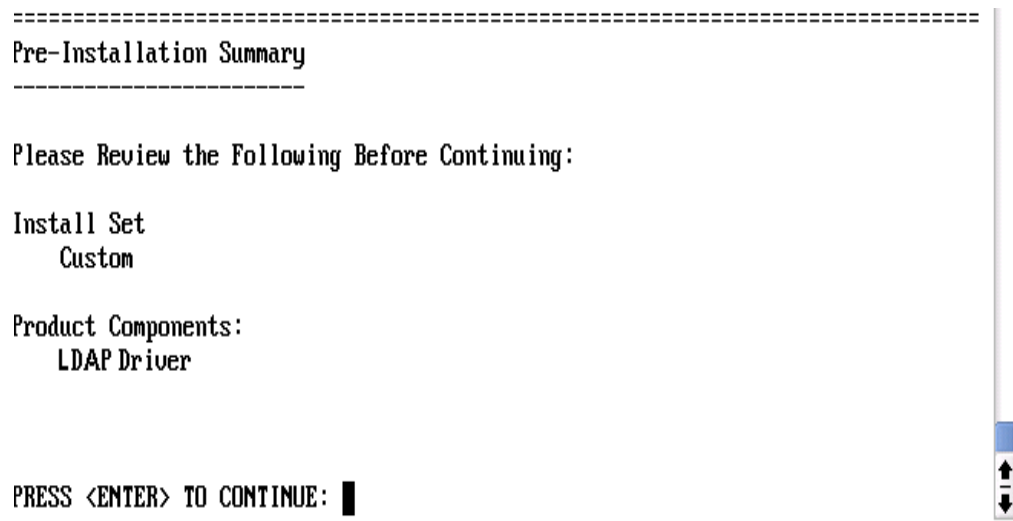 ===============================================================================
Pre-Installation Summary
------------------------
Please Review the Following Before Continuing:
Install Set
Custom
Product Components:
LDAP Driver
PRESS <ENTER> TO CONTINUE: